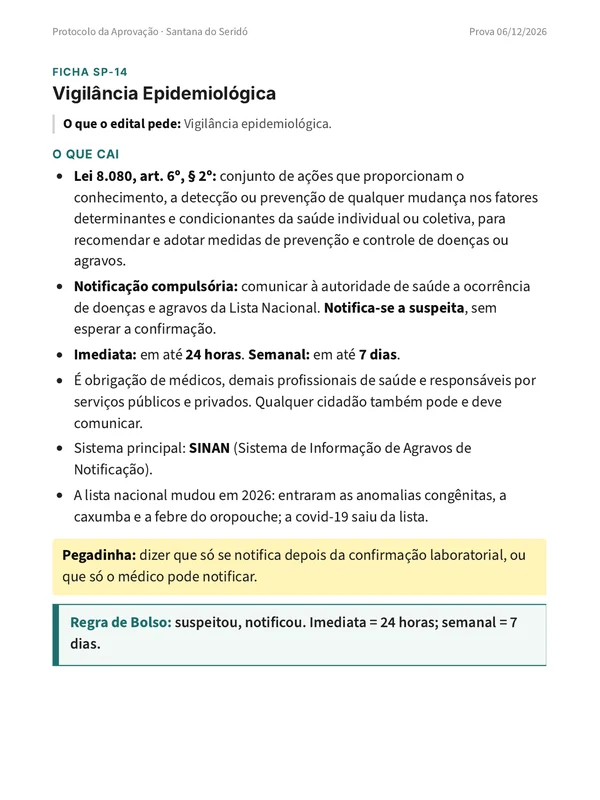 Protocolo da Aprovação · Santana do Seridó
Prova 06/12/2026
FICHA SP-14
Vigilância Epidemiológica
O que o edital pede: Vigilância epidemiológica.
O QUE CAI
• Lei 8.080, art. 6º, § 2º: conjunto de ações que proporcionam o
conhecimento, a detecção ou prevenção de qualquer mudança nos fatores
determinantes e condicionantes da saúde individual ou coletiva, para
recomendar e adotar medidas de prevenção e controle de doenças ou
agravos.
• Notificação compulsória: comunicar à autoridade de saúde a ocorrência
de doenças e agravos da Lista Nacional. Notifica-se a suspeita, sem
esperar a confirmação.
• Imediata: em até 24 horas. Semanal: em até 7 dias.
• É obrigação de médicos, demais profissionais de saúde e responsáveis por
serviços públicos e privados. Qualquer cidadão também pode e deve
comunicar.
• Sistema principal: SINAN (Sistema de Informação de Agravos de
Notificação).
• A lista nacional mudou em 2026: entraram as anomalias congênitas, a
caxumba e a febre do oropouche; a covid-19 saiu da lista.
Pegadinha: dizer que só se notifica depois da confirmação laboratorial, ou
que só o médico pode notificar.
Regra de Bolso: suspeitou, notificou. Imediata = 24 horas; semanal = 7
dias.